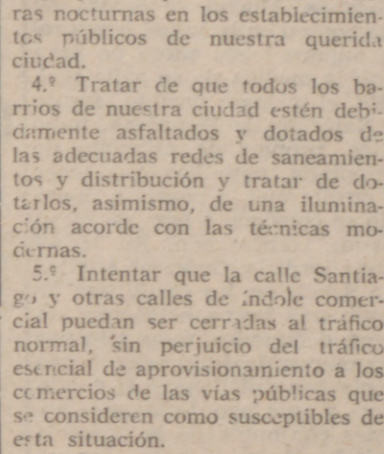 ras nocturnas en los establecimien-
tos públicos de nuestra querida
ciudad.
4.º Tratar de que todos los ba-
rrios de nuestra ciudad estén debi-
damente asfaltados y dotados de
las adecuadas redes de saneamien-
tos y distribución y tratar de do-
tarlos, asimismo, de una ilumina-
ción acorde con las técnicas mo-
dernas.
5.º Intentar que la calle Santia-
go y otras calles de índole comer-
cial puedan ser cerradas al tráfico
normal, sin perjuicio del tráfico
esencial de aprovisionamiento a los
comercios de las vías públicas que
se consideren como susceptibles de
esta situación.